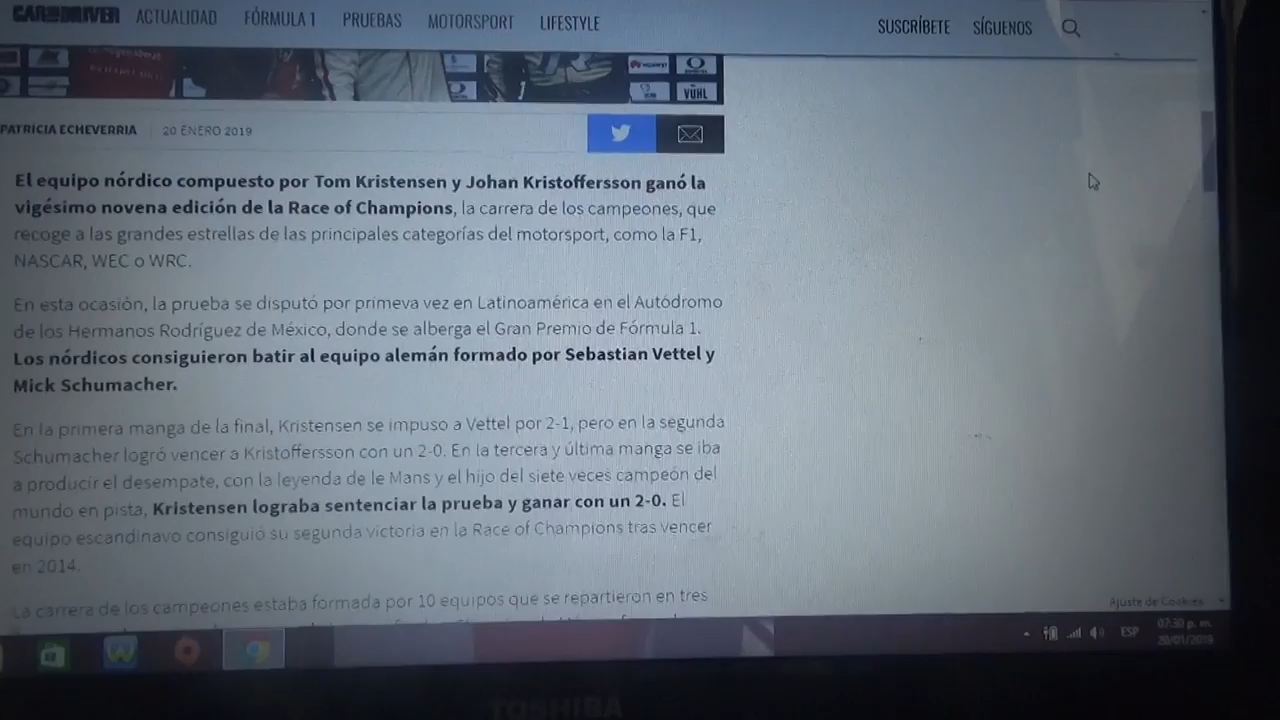 CAR AND DRIVER ACTUALIDAD FÓRMULA 1 PRUEBAS MOTORSPORT LIFESTYLE SUSCRÍBETE SÍGUENOS
VÜHL
PATRICIA ECHEVERRIA 20 ENERO 2019
El equipo nórdico compuesto por Tom Kristensen y Johan Kristoffersson ganó la
vigésimo novena edición de la Race of Champions, la carrera de los campeones, que
recoge a las grandes estrellas de las principales categorías del motorsport, como la F1,
NASCAR, WEC o WRC.
En esta ocasión, la prueba se disputó por primeva vez en Latinoamérica en el Autódromo
de los Hermanos Rodríguez de México, donde se alberga el Gran Premio de Fórmula 1.
Los nórdicos consiguieron batir al equipo alemán formado por Sebastian Vettel y
Mick Schumacher.
En la primera manga de la final, Kristensen se impuso a Vettel por 2-1, pero en la segunda
Schumacher logró vencer a Kristoffersson con un 2-0. En la tercera y última manga se iba
a producir el desempate, con la leyenda de le Mans y el hijo del siete veces campeón del
mundo en pista, Kristensen lograba sentenciar la prueba y ganar con un 2-0. El
equipo escandinavo consiguió su segunda victoria en la Race of Champions tras vencer
en 2014.
La carrera de los campeones estaba formada por 10 equipos que se repartieron en tres
Ajuste de Cookies
ESP 07:30 p. m.
20/01/2019
TOSHIBA